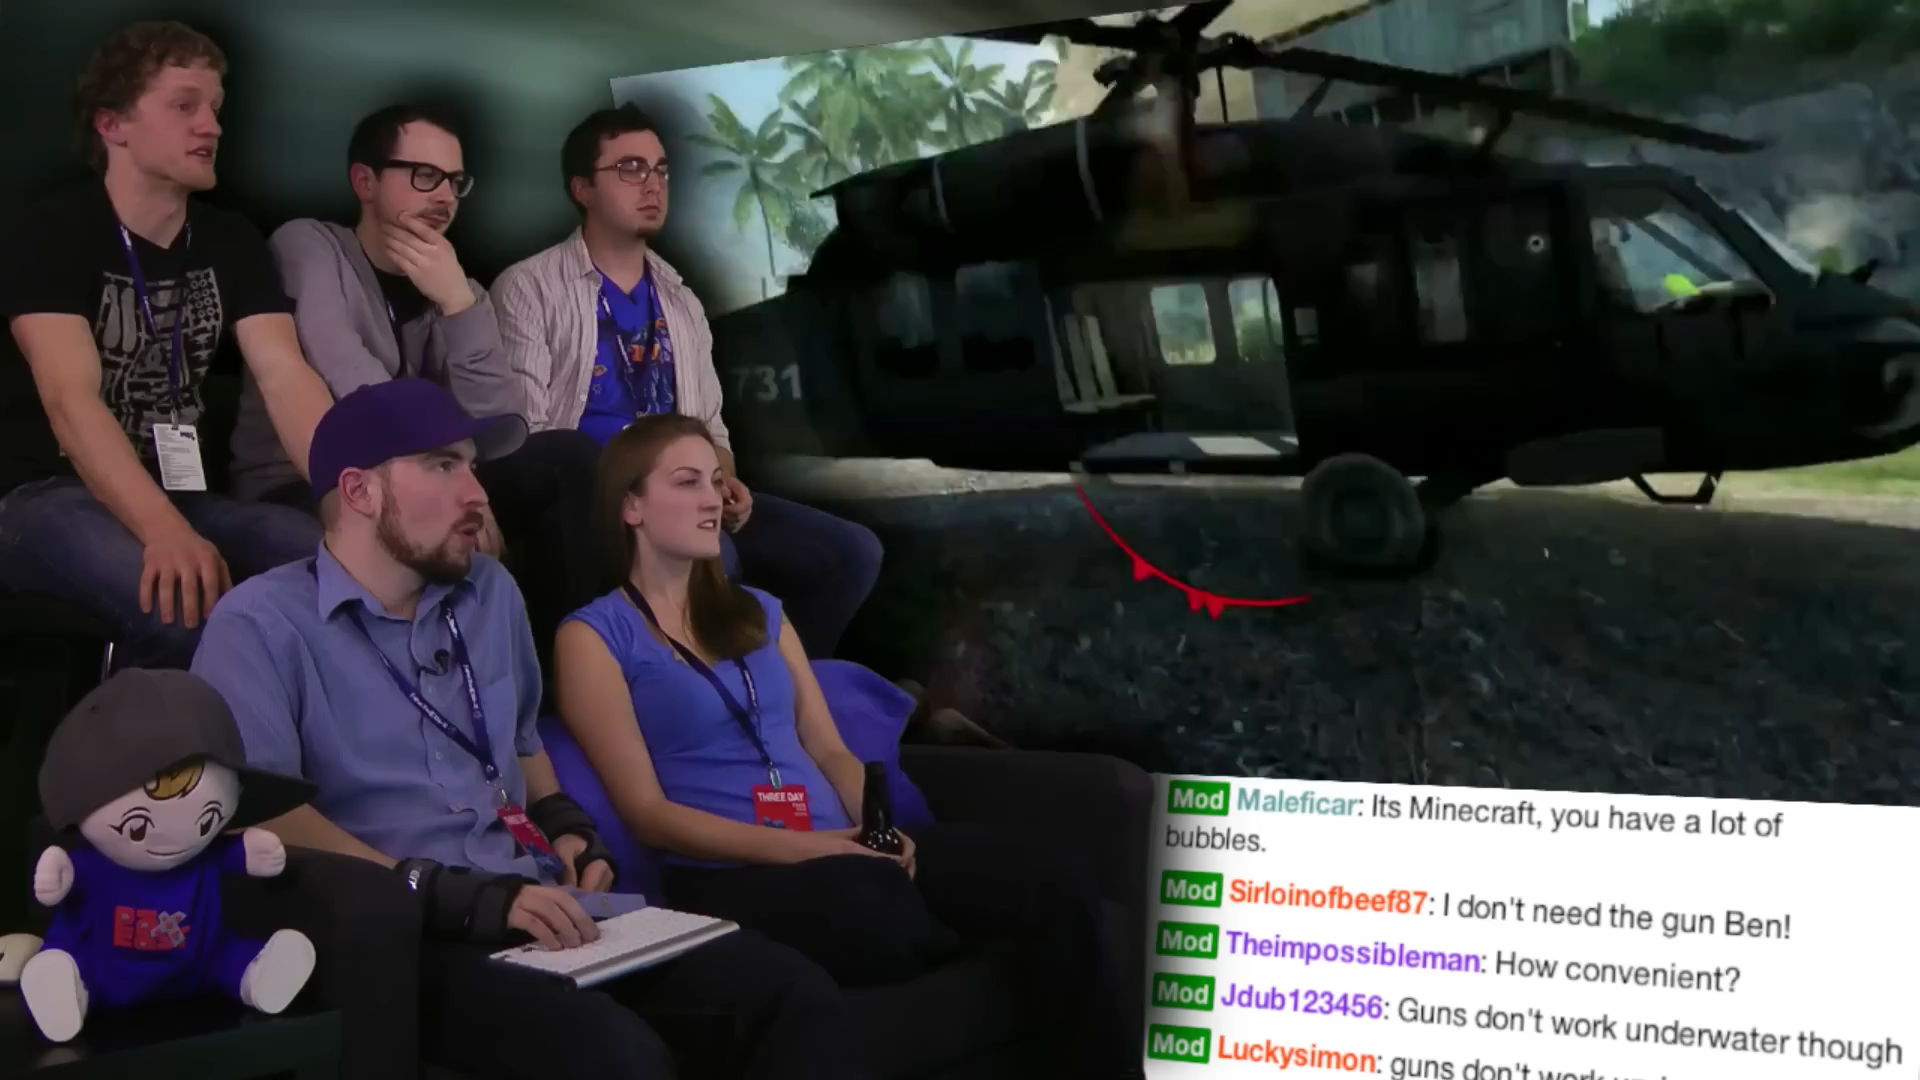 731
THREE DAY
Mod Maleficar: Its Minecraft, you have a lot of
bubbles.
Mod Sirloinofbeef87: I don't need the gun Ben!
Mod Theimpossibleman: How convenient?
Mod Jdub123456: Guns don't work underwater though
Mod Luckysimon: guns don't work